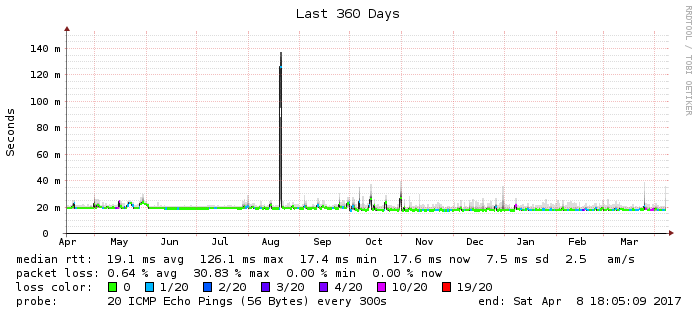 Last 360 Days
RRDTOOL / TOBI OETIKER
Seconds
140 m
120 m
100 m
80 m
60 m
40 m
20 m
0
Apr May Jun Jul Aug Sep Oct Nov Dec Jan Feb Mar
median rtt: 19.1 ms avg 126.1 ms max 17.4 ms min 17.6 ms now 7.5 ms sd 2.5 am/s
packet loss: 0.64 % avg 30.83 % max 0.00 % min 0.00 % now
loss color: 0 1/20 2/20 3/20 4/20 10/20 19/20
probe: 20 ICMP Echo Pings (56 Bytes) every 300s end: Sat Apr 8 18:05:09 2017